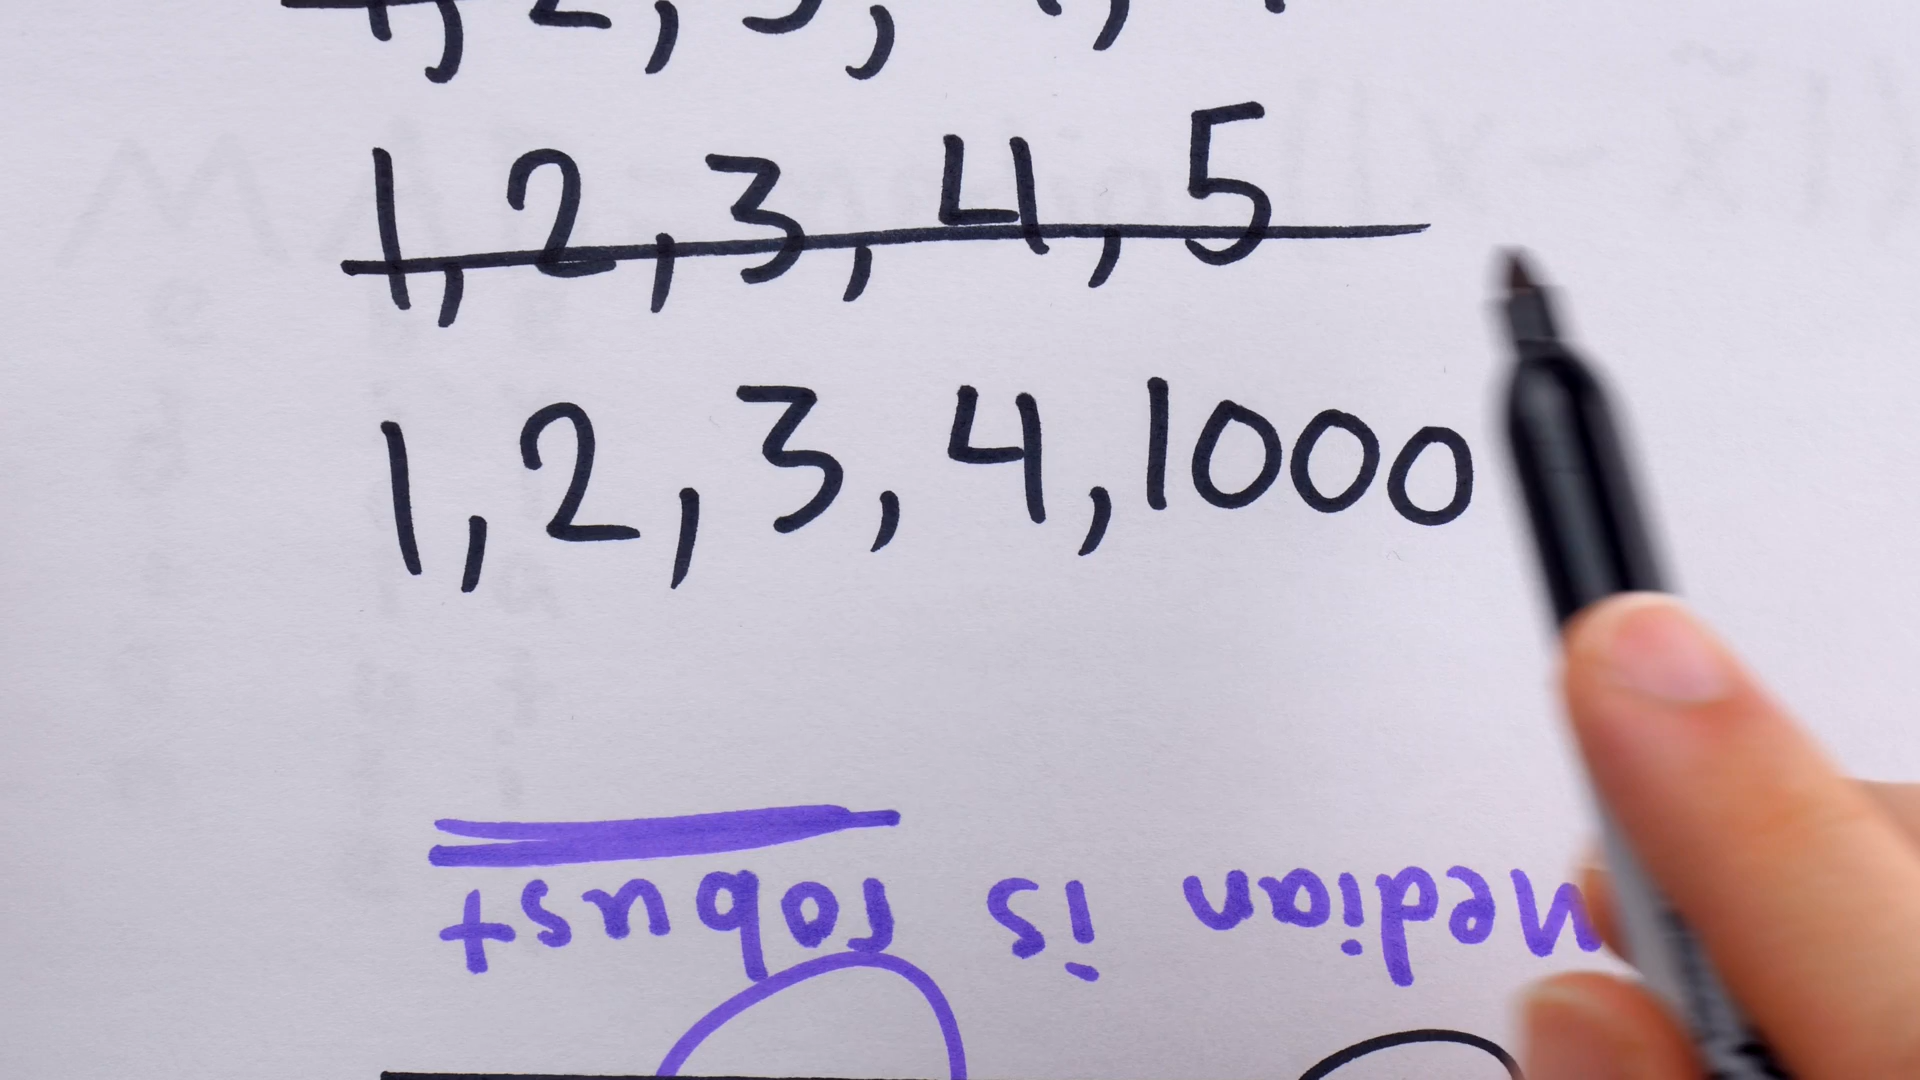 1, 2, 3, 4, 5
1, 2, 3, 4, 1000
Median is robust